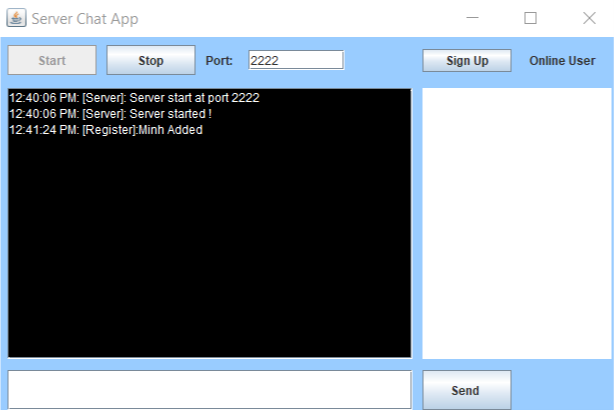 Server Chat App
Start Stop Port: 2222 Sign Up Online User
12:40:06 PM: [Server]: Server start at port 2222
12:40:06 PM: [Server]: Server started !
12:41:24 PM: [Register]:Minh Added
Send